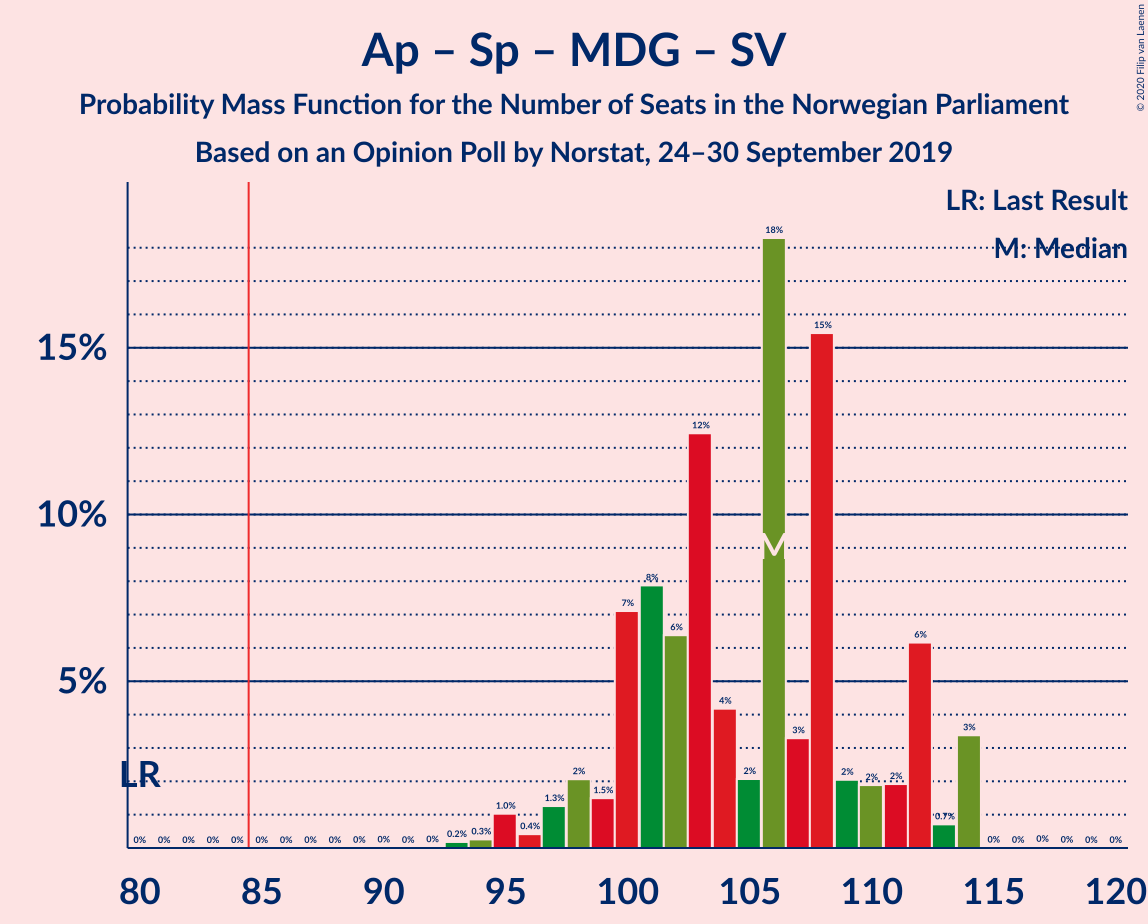 Ap – Sp – MDG – SV
Probability Mass Function for the Number of Seats in the Norwegian Parliament
Based on an Opinion Poll by Norstat, 24–30 September 2019
© 2020 Filip van Laenen
LR: Last Result
M: Median
15%
10%
5%
LR
M
0% 0% 0% 0% 0% 0% 0% 0% 0% 0% 0% 0% 0% 0.2% 0.3% 1.0% 0.4% 1.3% 2% 1.5% 7% 8% 6% 12% 4% 2% 18% 3% 15% 2% 2% 2% 6% 0.7% 3% 0% 0% 0% 0% 0% 0%
80 85 90 95 100 105 110 115 120